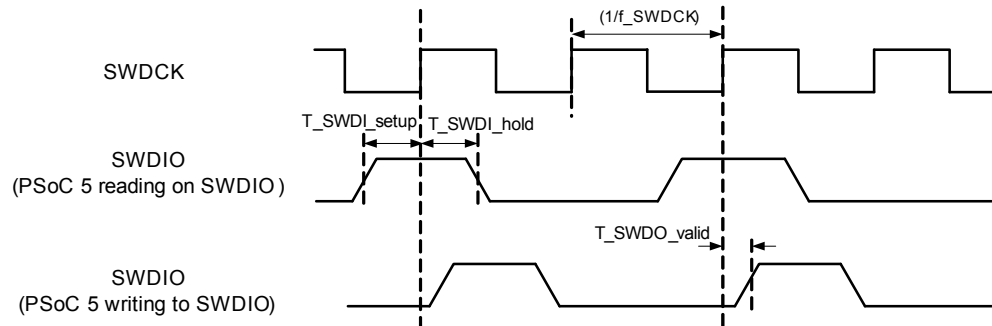 (1/f_SWDCK)
SWDCK
T_SWDI_setup T_SWDI_hold
SWDIO
(PSoC 5 reading on SWDIO)
T_SWDO_valid
SWDIO
(PSoC 5 writing to SWDIO)